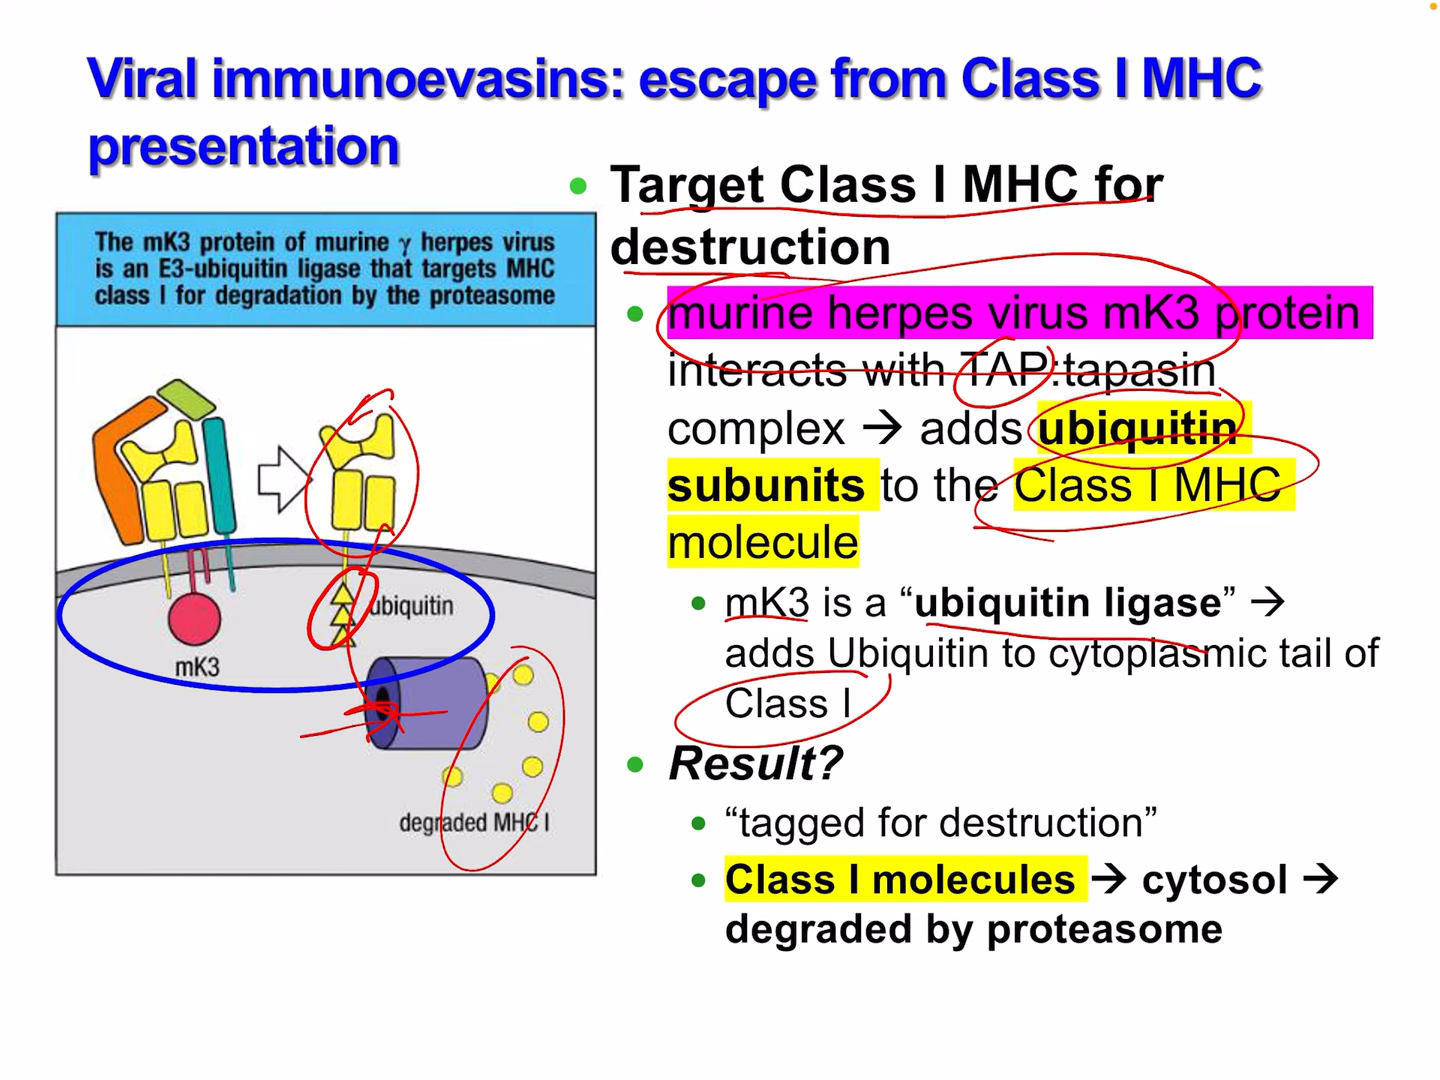 Viral immunoevasins: escape from Class I MHC
presentation
The mK3 protein of murine γ herpes virus
is an E3-ubiquitin ligase that targets MHC
class I for degradation by the proteasome
ubiquitin
mK3
degraded MHC I
• Target Class I MHC for
destruction
• murine herpes virus mK3 protein
interacts with TAP:tapasin
complex → adds ubiquitin
subunits to the Class I MHC
molecule
• mK3 is a “ubiquitin ligase” →
adds Ubiquitin to cytoplasmic tail of
Class I
• Result?
• “tagged for destruction”
• Class I molecules → cytosol →
degraded by proteasome